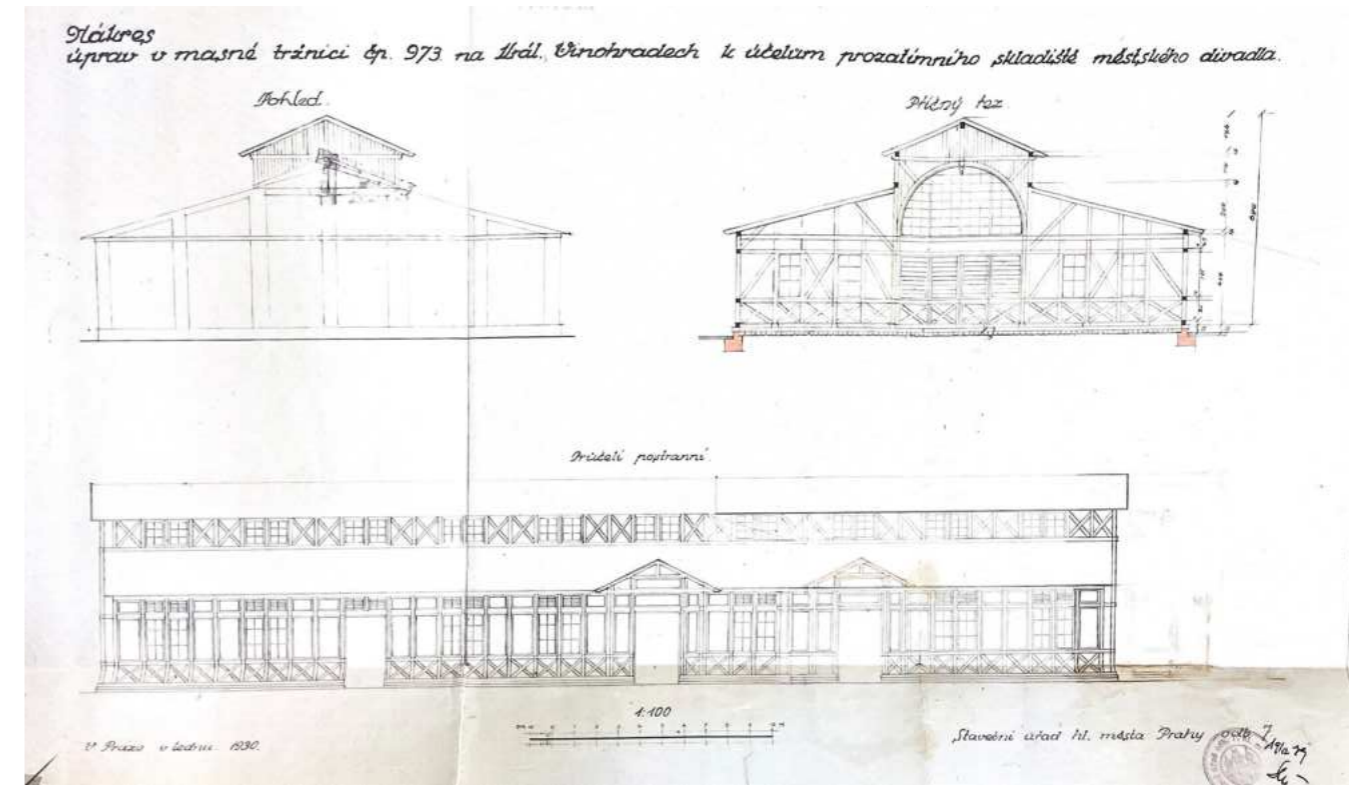 Nákres
úprav v masné tržnici čp. 973 na Král. Vinohradech k účelům prozatímního skladiště městského divadla.
Pohled.
Příčný řez
Průčelí postranní.
1:100
V Praze v lednu 1930.
Stavební úřad hl. města Prahy odb. 7